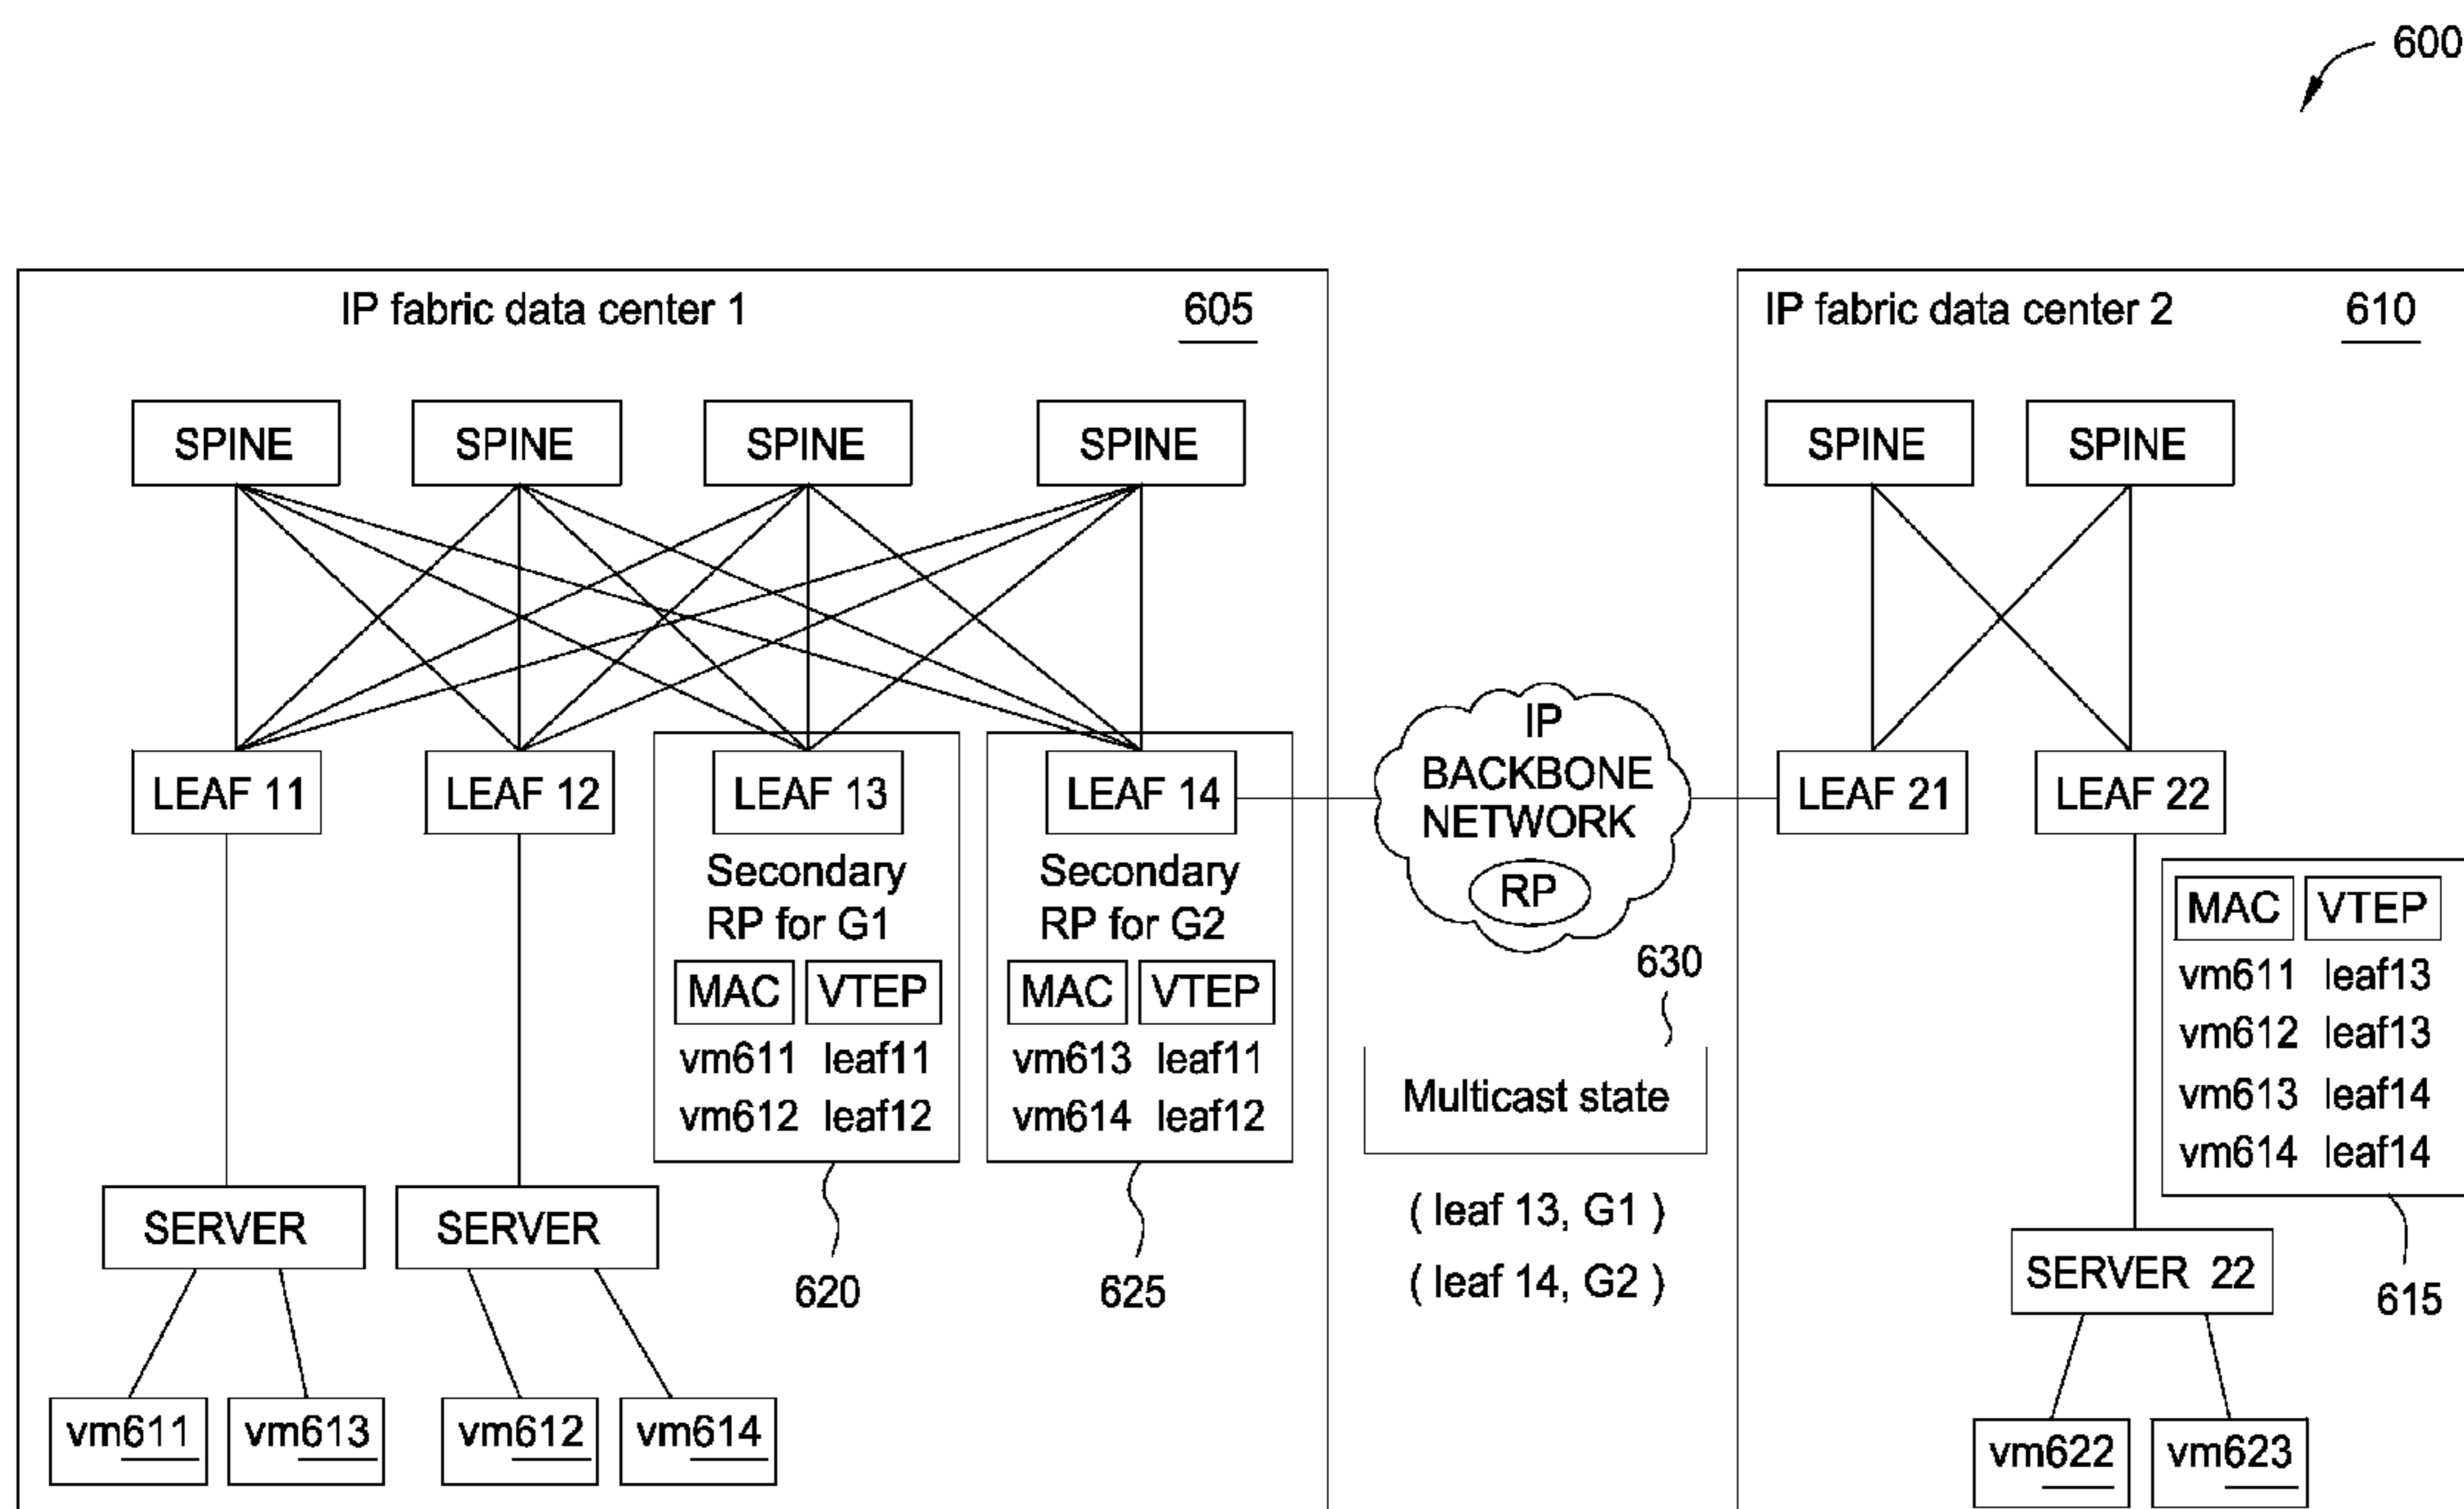 600
IP fabric data center 1 605
SPINE SPINE SPINE SPINE
LEAF 11 LEAF 12 LEAF 13 LEAF 14
Secondary
RP for G1
MAC VTEP
vm611 leaf11
vm612 leaf12
620
Secondary
RP for G2
MAC VTEP
vm613 leaf11
vm614 leaf12
625
SERVER SERVER
vm611 vm613 vm612 vm614
IP
BACKBONE
NETWORK
RP
630
Multicast state
( leaf 13, G1 )
( leaf 14, G2 )
IP fabric data center 2 610
SPINE SPINE
LEAF 21 LEAF 22
MAC VTEP
vm611 leaf13
vm612 leaf13
vm613 leaf14
vm614 leaf14
615
SERVER 22
vm622 vm623